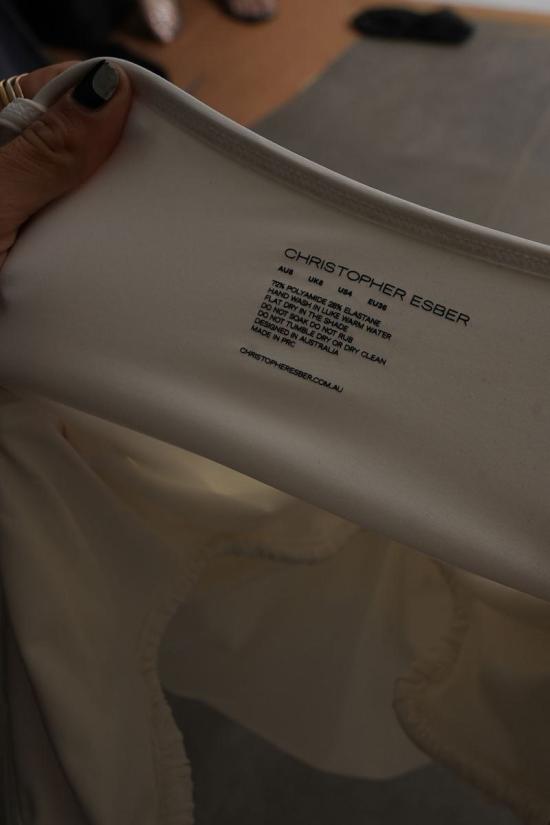 CHRISTOPHER ESBER
AU8 UK8 US4 EU36
72% POLYAMIDE 28% ELASTANE
HAND WASH IN LUKE WARM WATER
FLAT DRY IN THE SHADE
DO NOT SOAK DO NOT RUB
DO NOT TUMBLE DRY OR DRY CLEAN
DESIGNED IN AUSTRALIA
MADE IN PRC
CHRISTOPHERESBER.COM.AU